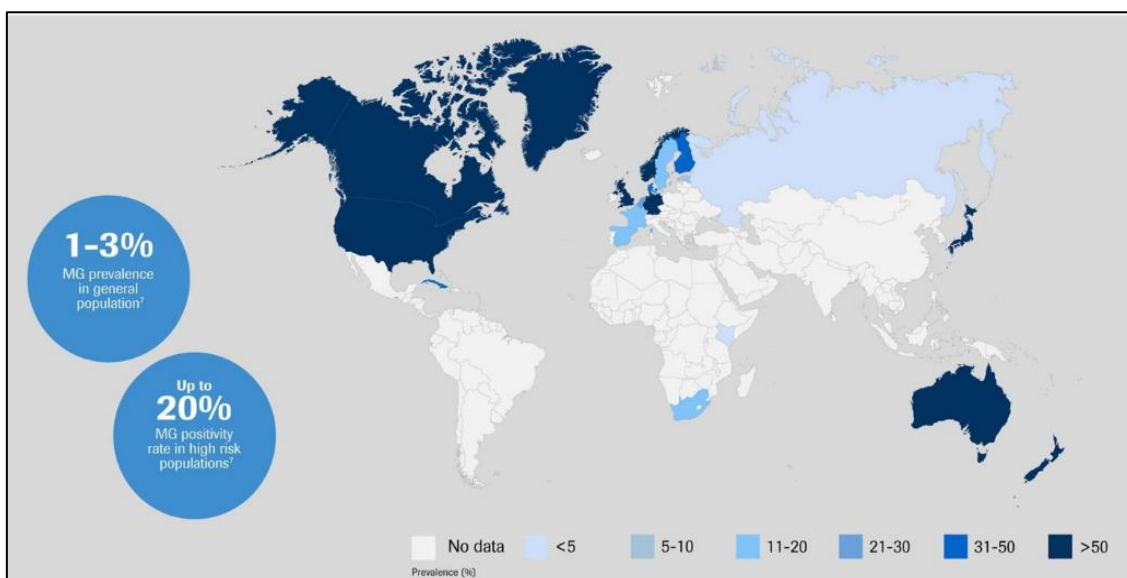 1-3%
MG prevalence
in general
population⁷
Up to
20%
MG positivity
rate in high risk
populations⁷
No data
<5
5-10
11-20
21-30
31-50
>50
Prevalence (%)